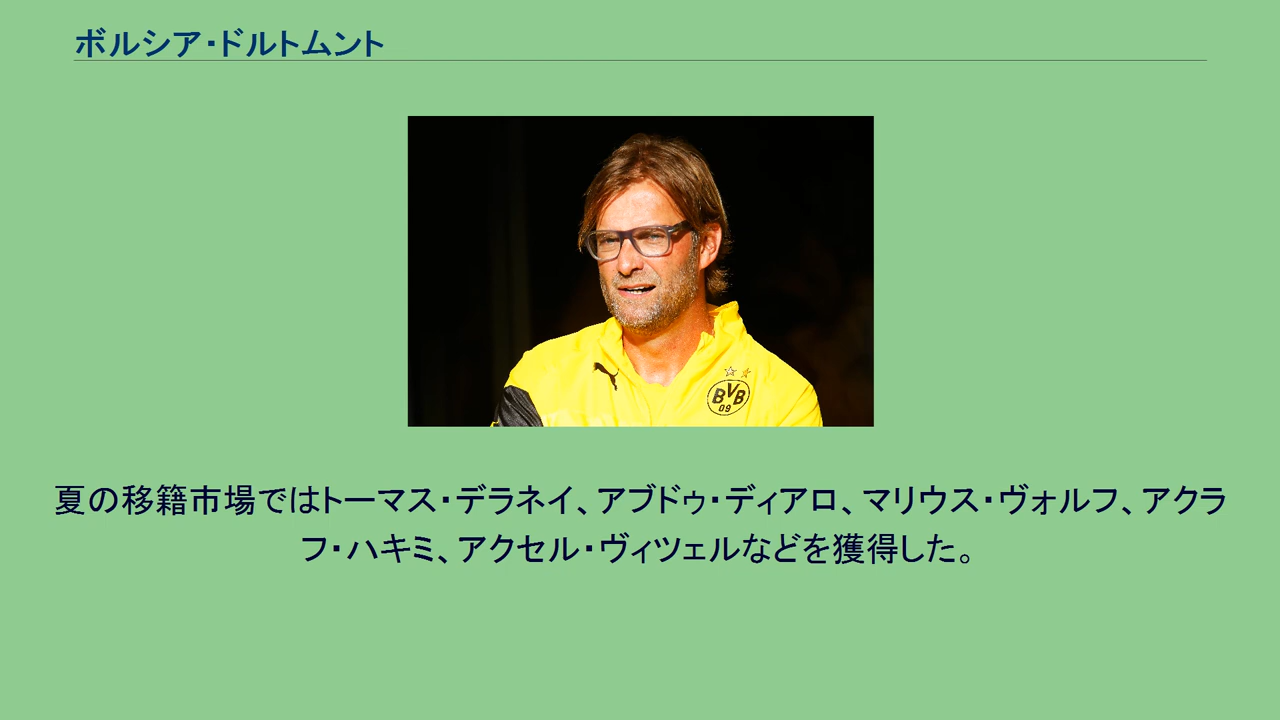 ボルシア・ドルトムント
BVB
09
夏の移籍市場ではトーマス・デラネイ、アブドゥ・ディアロ、マリウス・ヴォルフ、アクラ
フ・ハキミ、アクセル・ヴィツェルなどを獲得した。